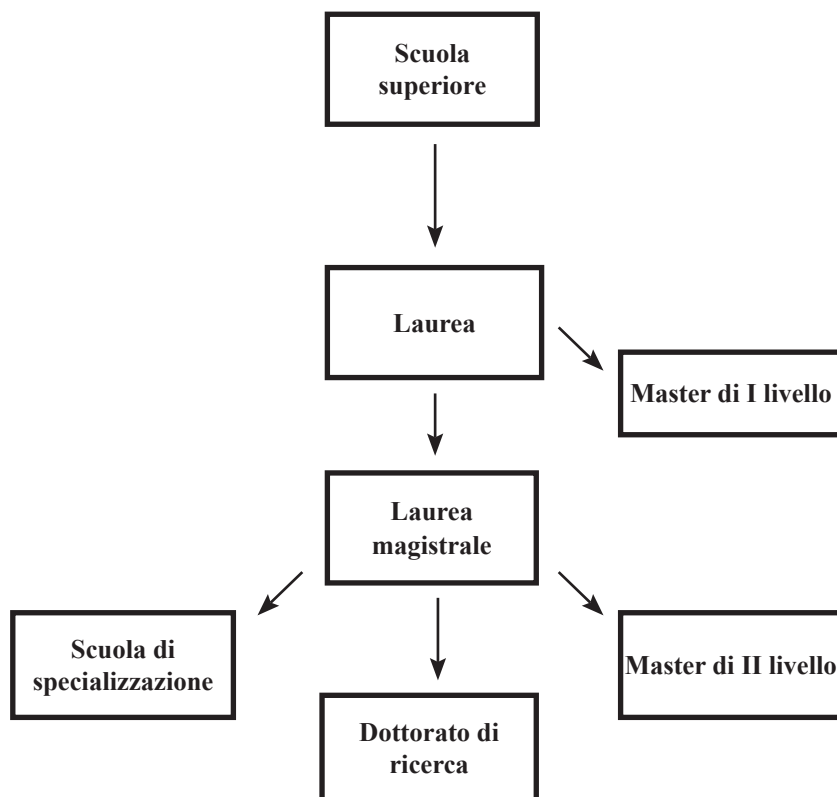 Scuola
superiore
Laurea
Master di I livello
Laurea
magistrale
Scuola di
specializzazione
Master di II livello
Dottorato di
ricerca